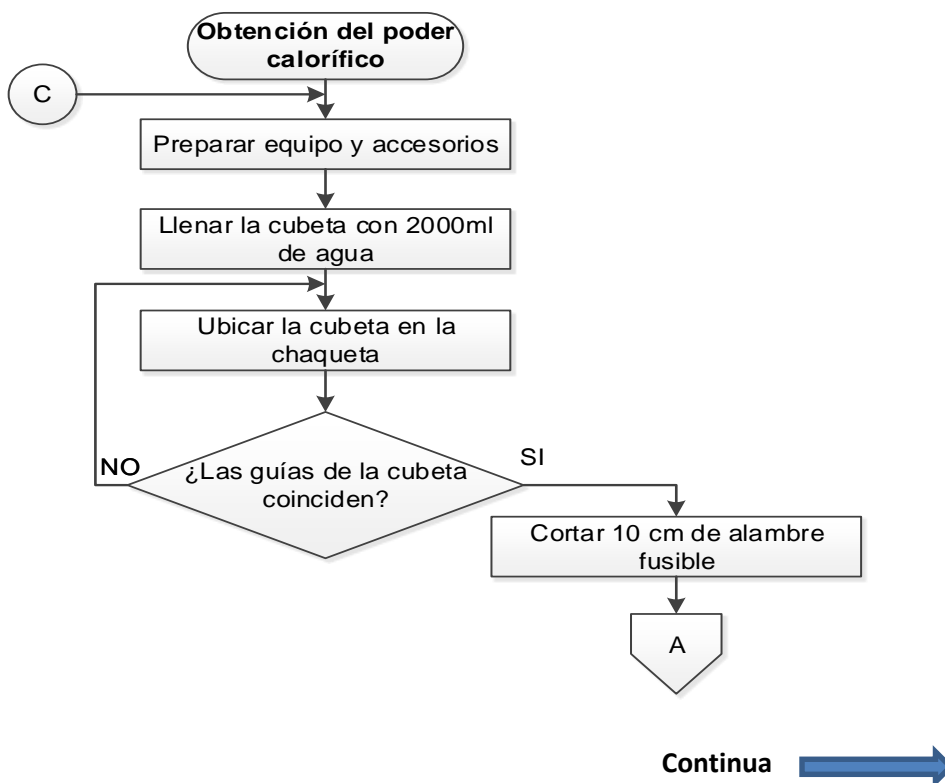 Obtención del poder
calorífico
C
Preparar equipo y accesorios
Llenar la cubeta con 2000ml
de agua
Ubicar la cubeta en la
chaqueta
NO
¿Las guías de la cubeta
coinciden?
SI
Cortar 10 cm de alambre
fusible
A
Continua